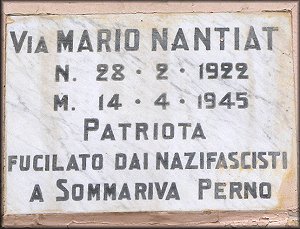 VIA MARIO NANTIAT
N. 28 · 2 · 1922
M. 14 · 4 · 1945
PATRIOTA
FUCILATO DAI NAZIFASCISTI
A SOMMARIVA PERNO